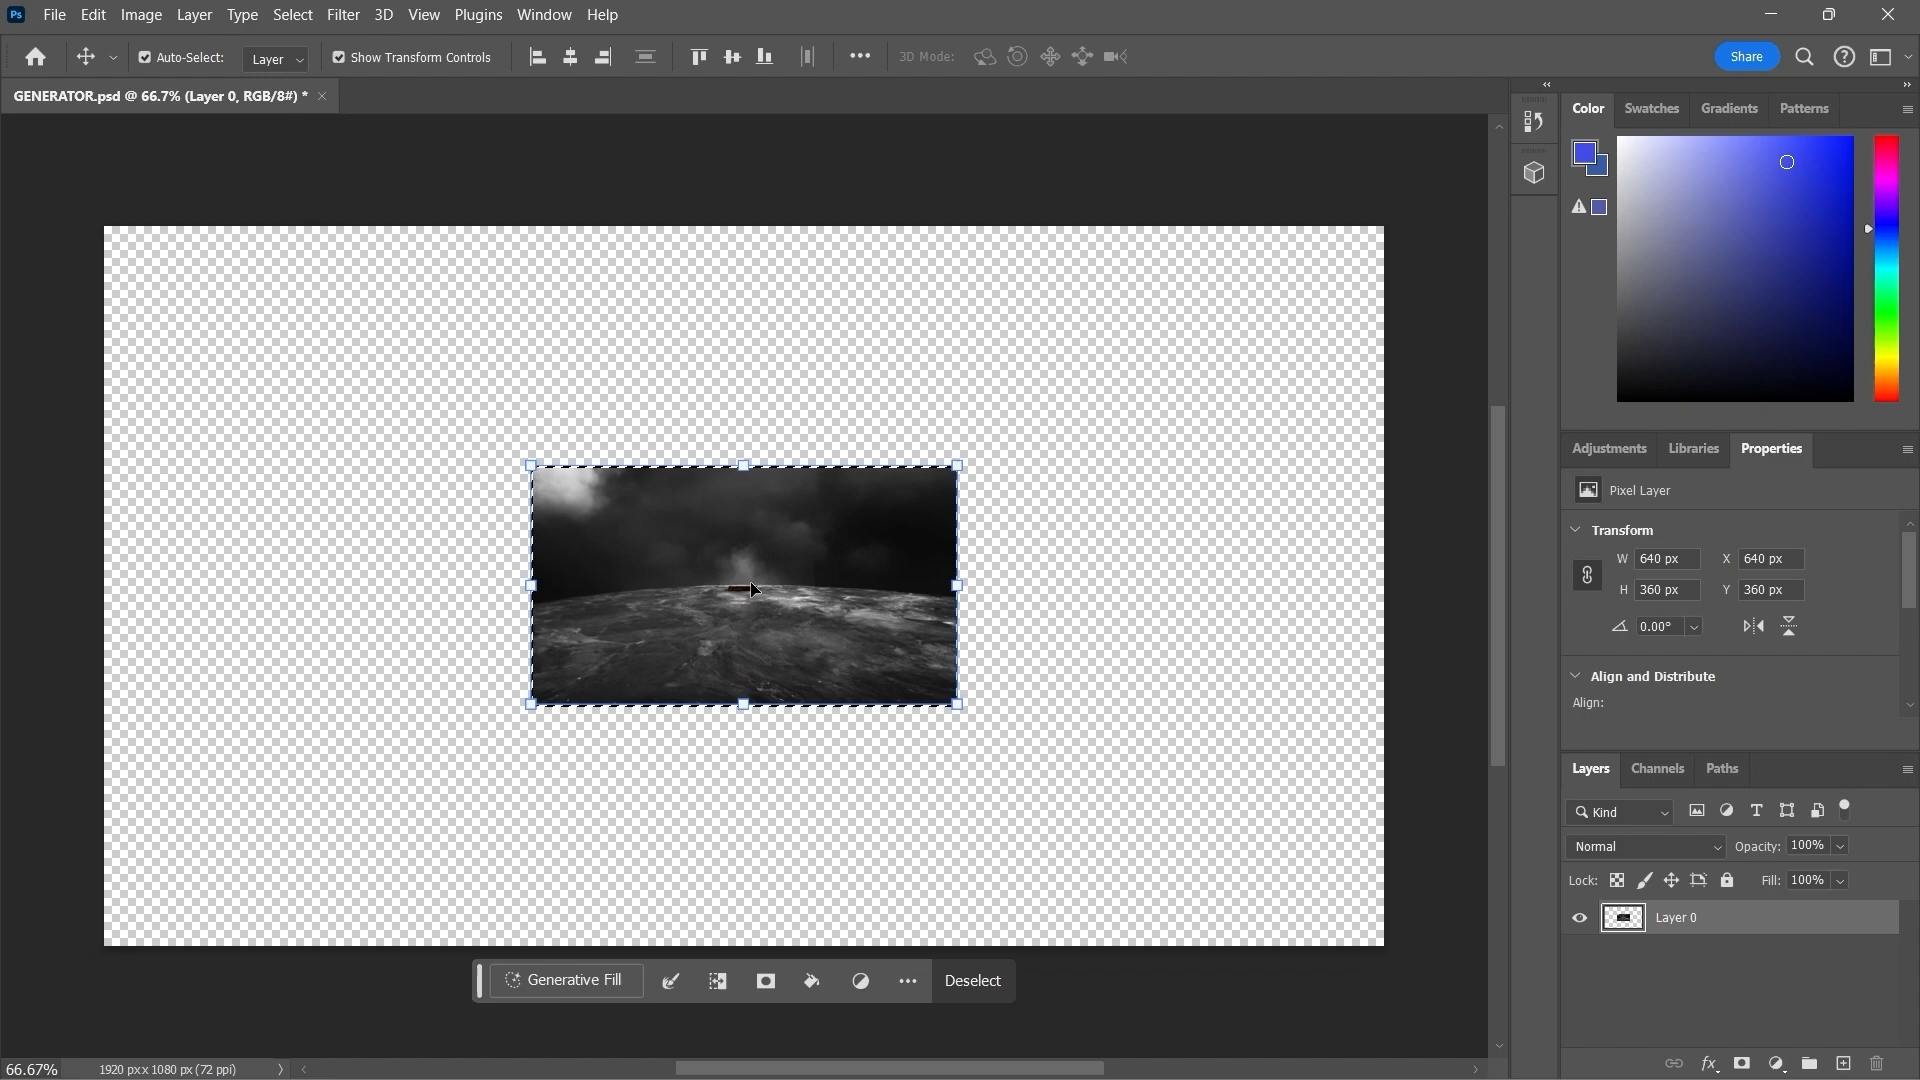 Ps File Edit Image Layer Type Select Filter 3D View Plugins Window Help
Auto-Select: Layer Show Transform Controls 3D Mode: Share
GENERATOR.psd @ 66.7% (Layer 0, RGB/8#) *
Color Swatches Gradients Patterns
Adjustments Libraries Properties
Pixel Layer
Transform
W 640 px X 640 px
H 360 px Y 360 px
0.00°
Align and Distribute
Align:
Layers Channels Paths
Kind
Normal Opacity: 100%
Lock: Fill: 100%
Layer 0
Generative Fill Deselect
fx
66.67% 1920 px x 1080 px (72 ppi)